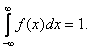 ∫_{-∞}^{∞} f(x)dx = 1.